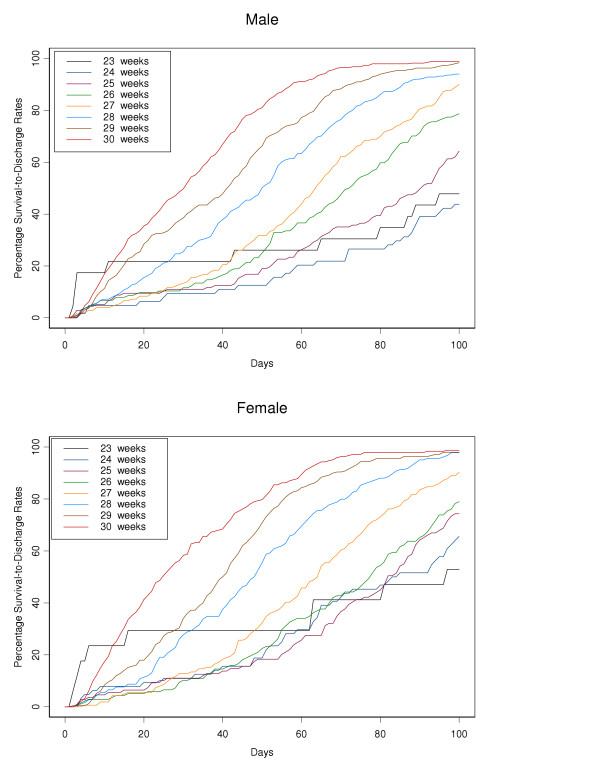 Male
Percentage Survival-to-Discharge Rates
100
80
60
40
20
0
23 weeks
24 weeks
25 weeks
26 weeks
27 weeks
28 weeks
29 weeks
30 weeks
0 20 40 60 80 100
Days
Female
Percentage Survival-to-Discharge Rates
100
80
60
40
20
0
23 weeks
24 weeks
25 weeks
26 weeks
27 weeks
28 weeks
29 weeks
30 weeks
0 20 40 60 80 100
Days